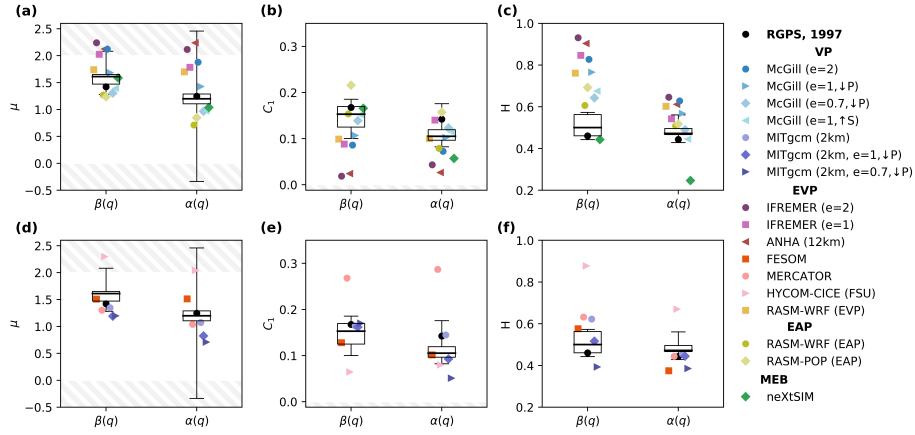 (a)
2.5
2.0
1.5
1.0
0.5
0.0
−0.5
μ
β(q)
α(q)
(b)
0.3
0.2
0.1
0.0
C1
β(q)
α(q)
(c)
1.0
0.8
0.6
0.4
0.2
H
β(q)
α(q)
(d)
2.5
2.0
1.5
1.0
0.5
0.0
−0.5
μ
β(q)
α(q)
(e)
0.3
0.2
0.1
0.0
C1
β(q)
α(q)
(f)
1.0
0.8
0.6
0.4
0.2
H
β(q)
α(q)
RGPS, 1997
VP
McGill (e=2)
McGill (e=1,↓P)
McGill (e=0.7,↓P)
McGill (e=1,↑S)
MITgcm (2km)
MITgcm (2km, e=1,↓P)
MITgcm (2km, e=0.7,↓P)
EVP
IFREMER (e=2)
IFREMER (e=1)
ANHA (12km)
FESOM
MERCATOR
HYCOM-CICE (FSU)
RASM-WRF (EVP)
EAP
RASM-WRF (EAP)
RASM-POP (EAP)
MEB
neXtSIM